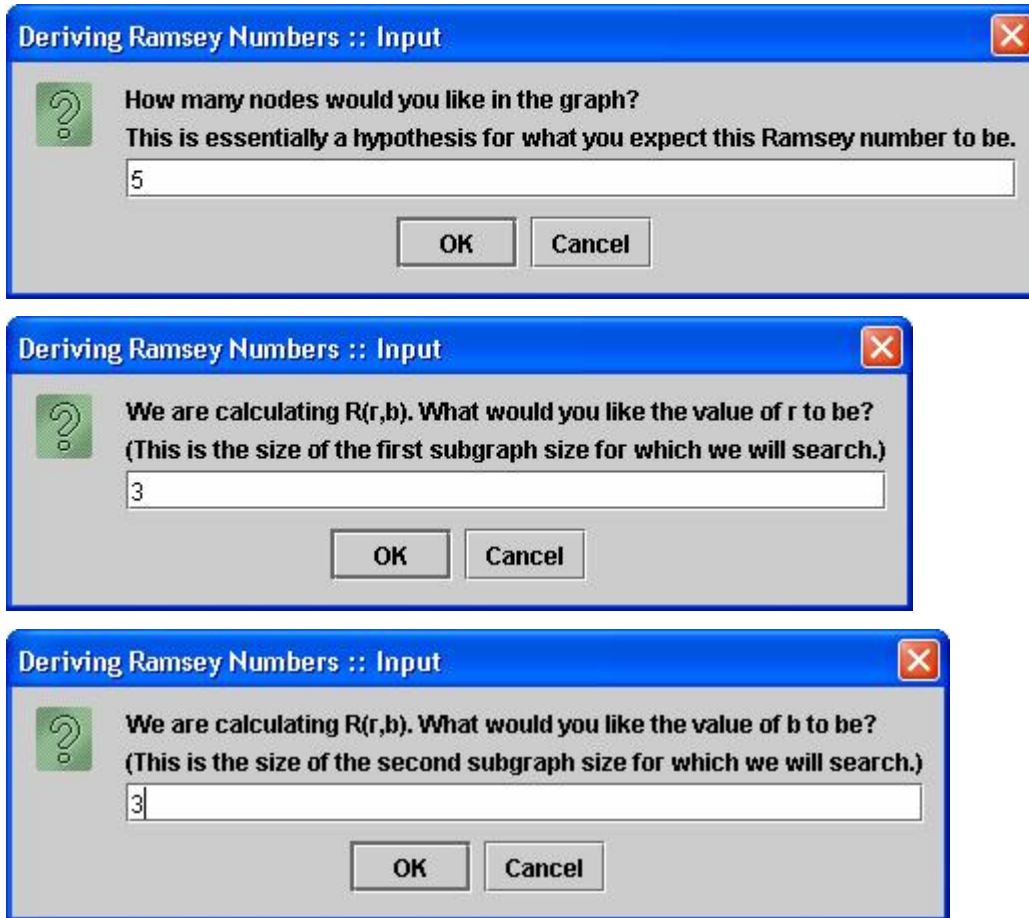 Deriving Ramsey Numbers :: Input
How many nodes would you like in the graph?
This is essentially a hypothesis for what you expect this Ramsey number to be.
5
OK Cancel
Deriving Ramsey Numbers :: Input
We are calculating R(r,b). What would you like the value of r to be?
(This is the size of the first subgraph size for which we will search.)
3
OK Cancel
Deriving Ramsey Numbers :: Input
We are calculating R(r,b). What would you like the value of b to be?
(This is the size of the second subgraph size for which we will search.)
3
OK Cancel